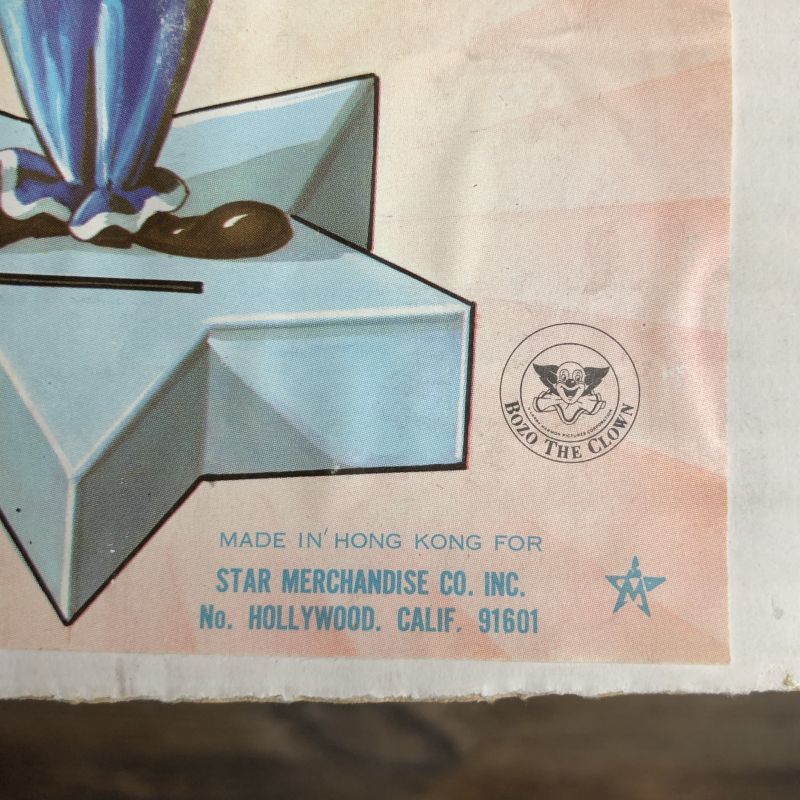 BOZO THE CLOWN
MADE IN HONG KONG FOR
STAR MERCHANDISE CO. INC.
No. HOLLYWOOD. CALIF. 91601